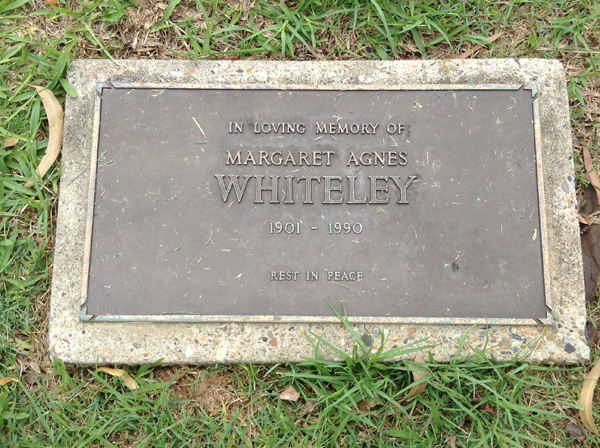 IN LOVING MEMORY OF
MARGARET AGNES
WHITELEY
1901 - 1990
REST IN PEACE